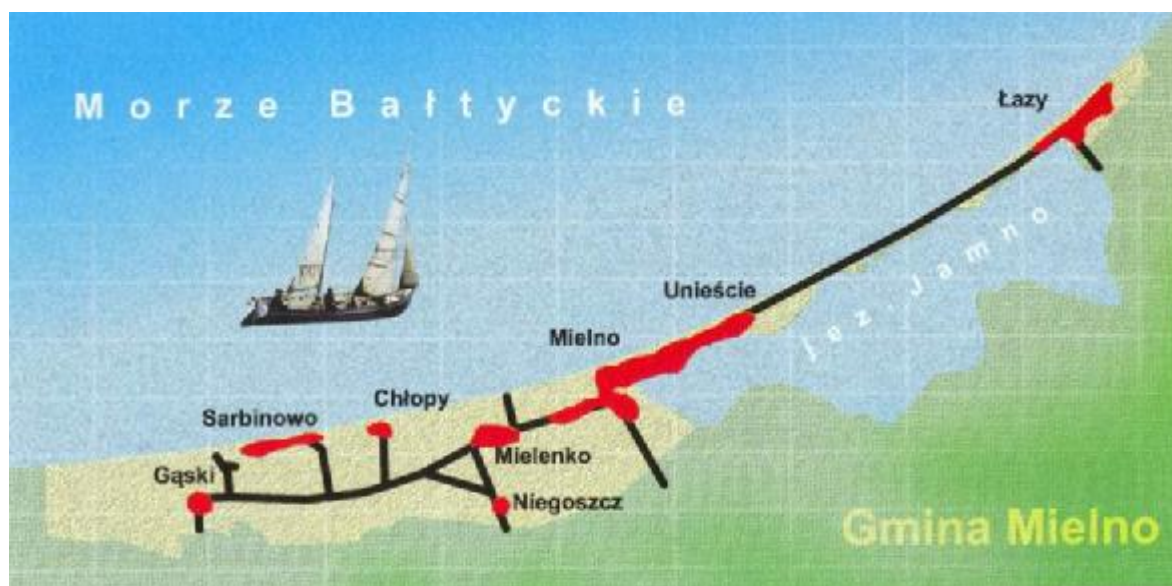 Morze Bałtyckie
Łazy
jez. Jamno
Unieście
Mielno
Chłopy
Sarbinowo
Mielenko
Gąski
Niegoszcz
Gmina Mielno